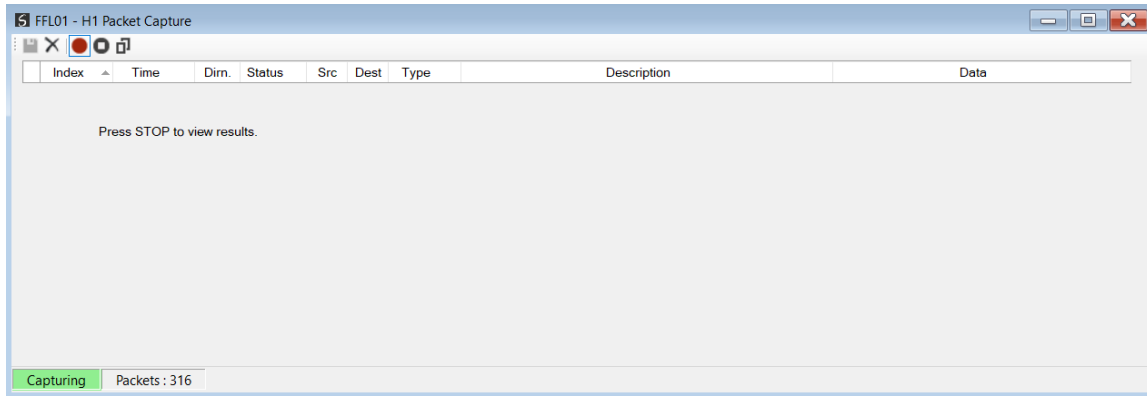 FFL01 - H1 Packet Capture
Index Time Dirn. Status Src Dest Type Description Data
Press STOP to view results.
Capturing Packets : 316